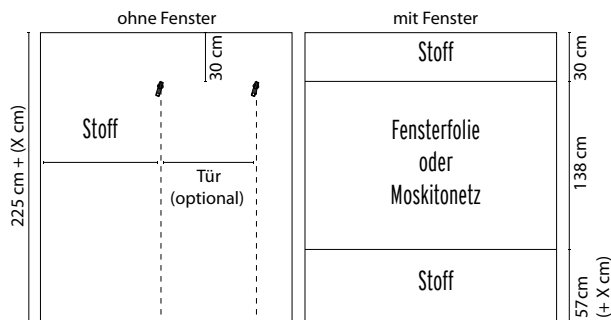 ohne Fenster
225 cm + (X cm)
30 cm
Stoff
Tür
(optional)
mit Fenster
Stoff
30 cm
Fensterfolie
oder
Moskitonetz
138 cm
Stoff
57cm
(+ X cm)